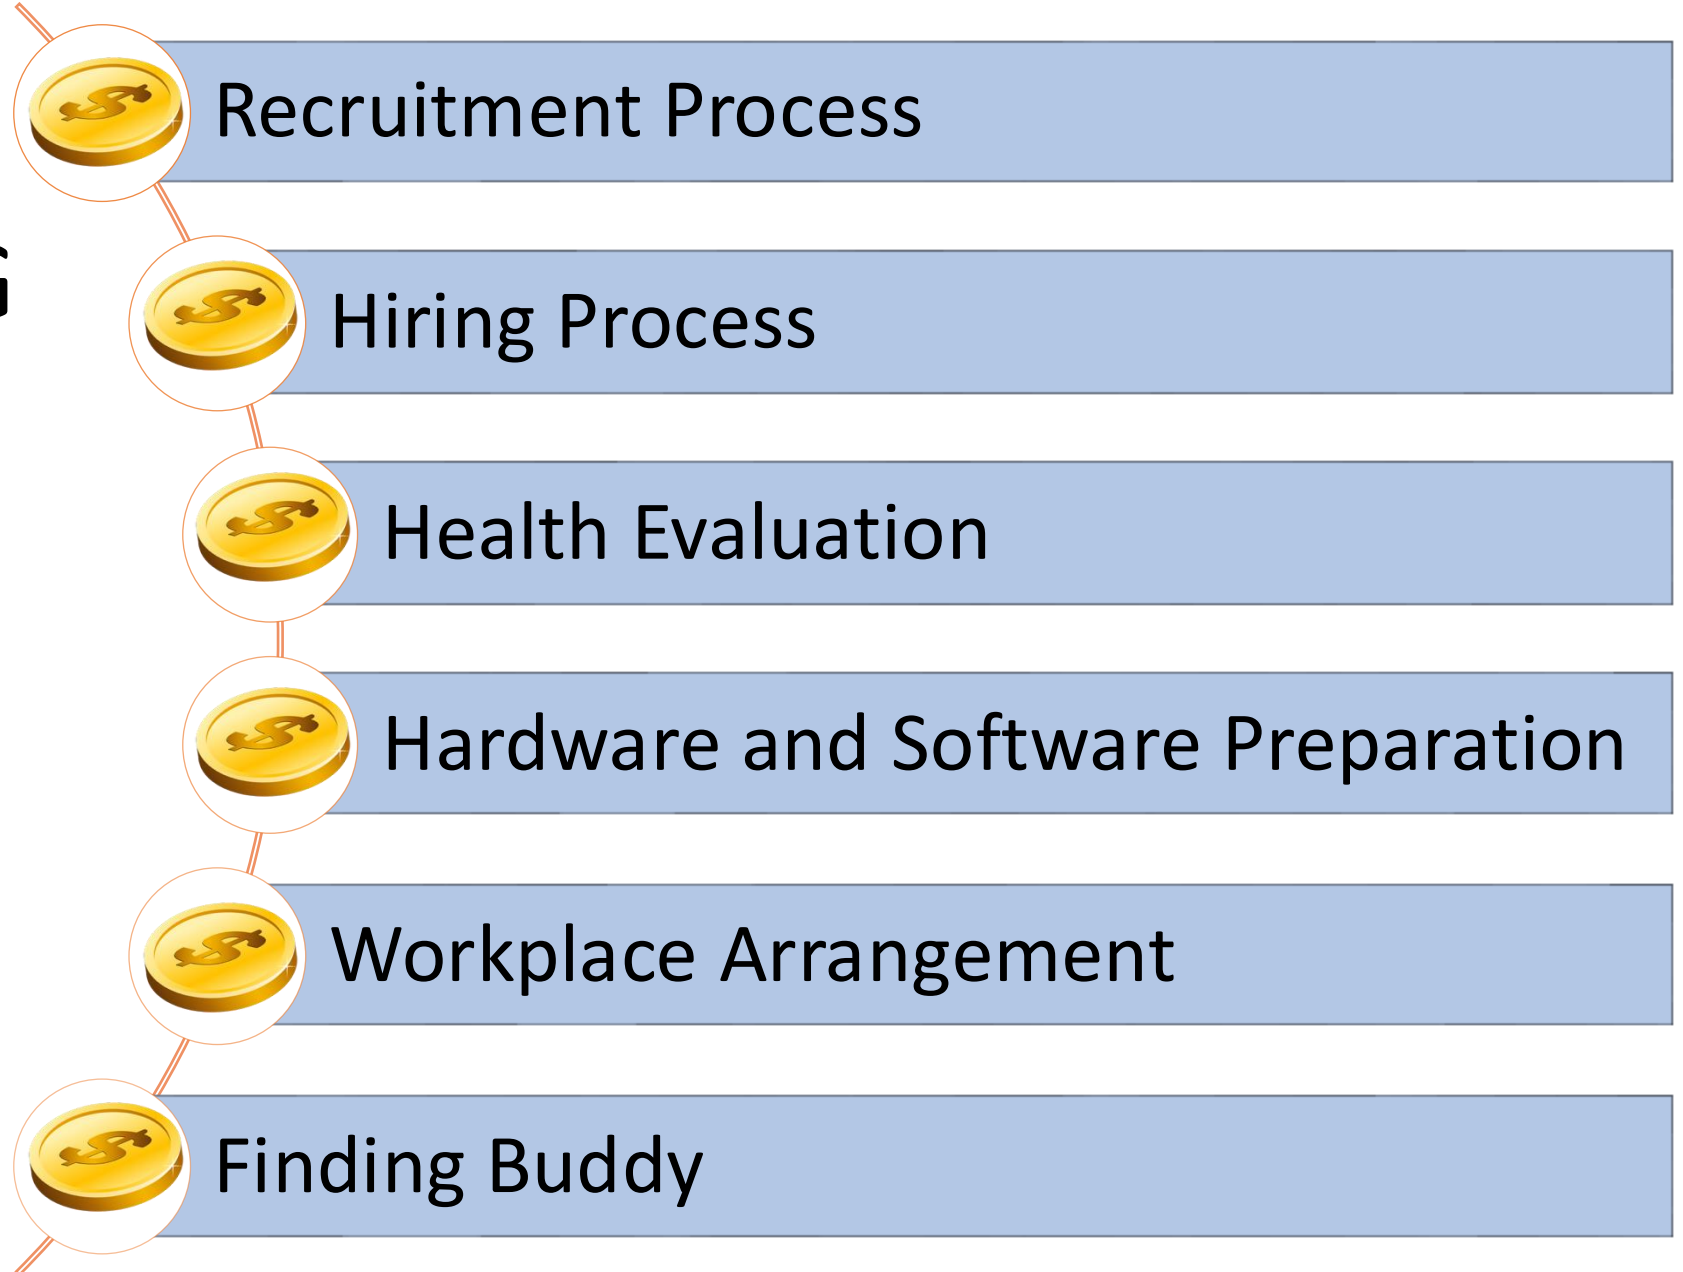 Recruitment Process
Hiring Process
Health Evaluation
Hardware and Software Preparation
Workplace Arrangement
Finding Buddy